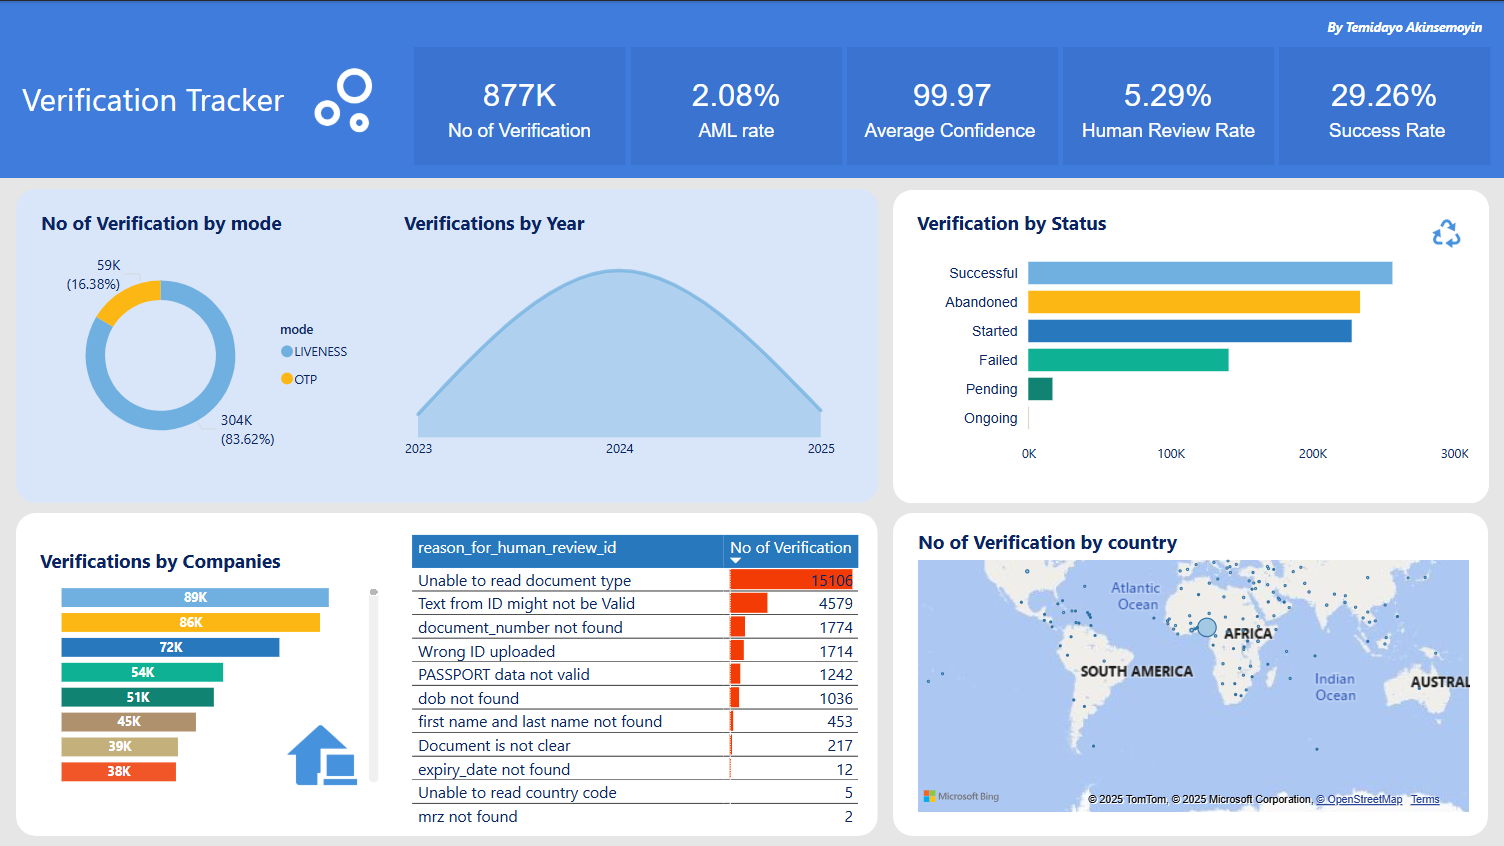 By Temidayo Akinsemoyin
Verification Tracker
877K
No of Verification
2.08%
AML rate
99.97
Average Confidence
5.29%
Human Review Rate
29.26%
Success Rate
No of Verification by mode
59K
(16.38%)
mode
LIVENESS
OTP
304K
(83.62%)
Verifications by Year
2023
2024
2025
Verification by Status
Successful
Abandoned
Started
Failed
Pending
Ongoing
0K
100K
200K
300K
Verifications by Companies
89K
86K
72K
54K
51K
45K
39K
38K
reason_for_human_review_id No of Verification
Unable to read document type 15106
Text from ID might not be Valid 4579
document_number not found 1774
Wrong ID uploaded 1714
PASSPORT data not valid 1242
dob not found 1036
first name and last name not found 453
Document is not clear 217
expiry_date not found 12
Unable to read country code 5
mrz not found 2
No of Verification by country
Atlantic
Ocean
AFRICA
SOUTH AMERICA
Indian
Ocean
AUSTRAL
Microsoft Bing
© 2025 TomTom, © 2025 Microsoft Corporation, © OpenStreetMap Terms